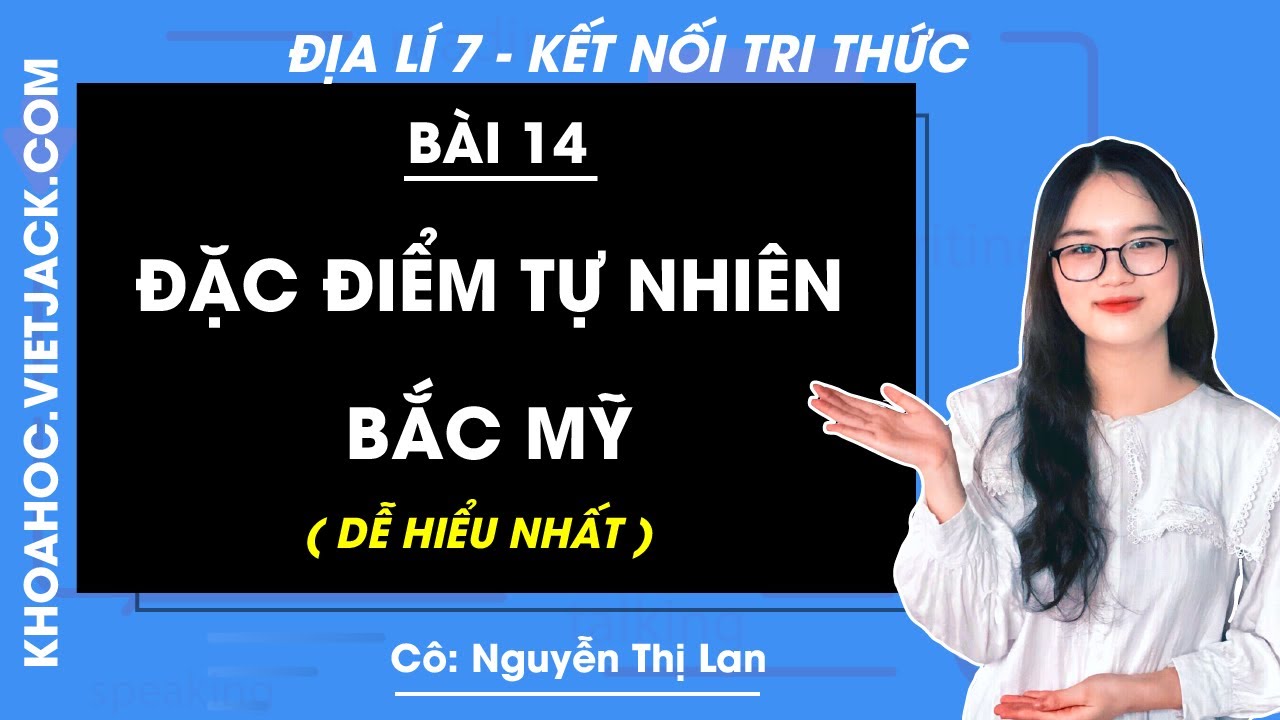 ĐỊA LÍ 7 - KẾT NỐI TRI THỨC
KHOAHOC.VIETJACK.COM
BÀI 14
ĐẶC ĐIỂM TỰ NHIÊN
BẮC MỸ
( DỄ HIỂU NHẤT )
Cô: Nguyễn Thị Lan
talking
speaking